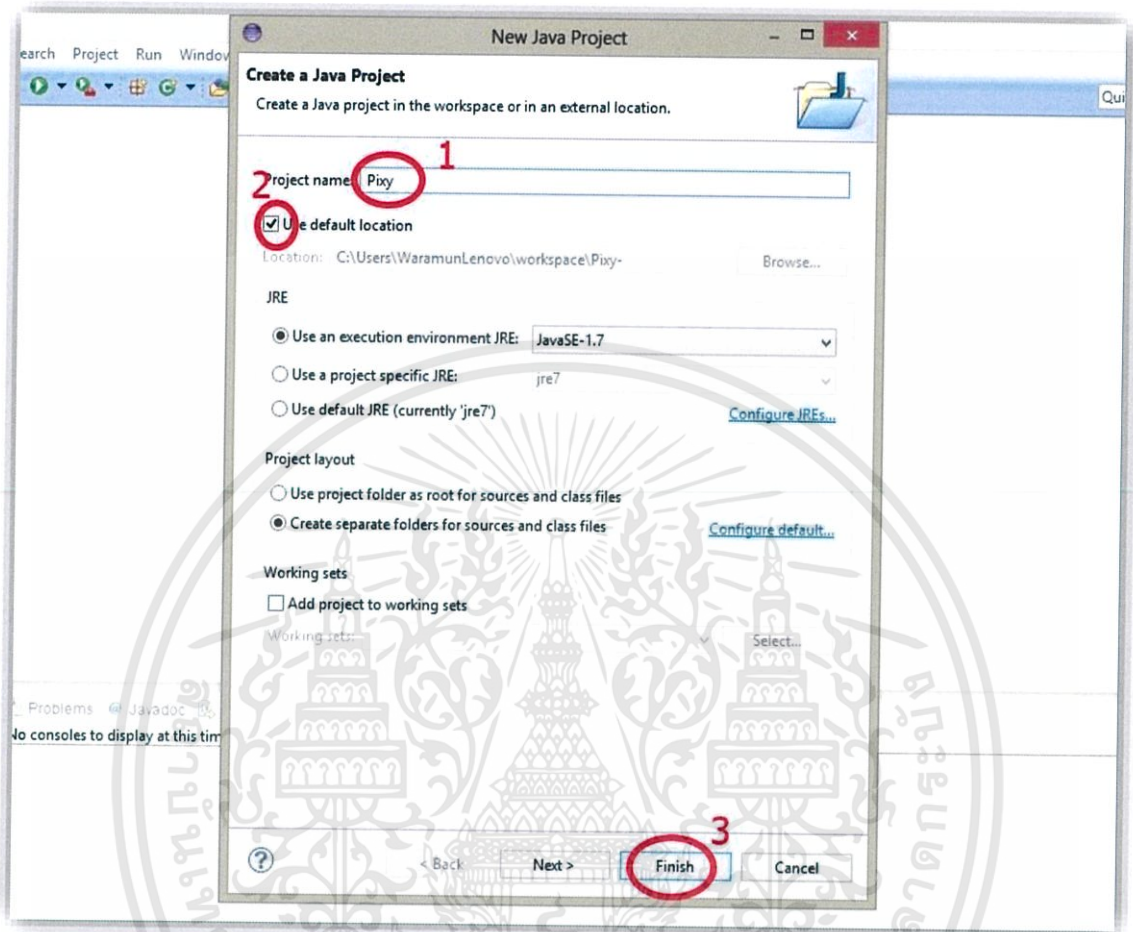 New Java Project
earch Project Run Window
Create a Java Project
Create a Java project in the workspace or in an external location.
Qui
1
Project name: Pixy
2
Use default location
Location: C:\Users\WaramunLenovo\workspace\Pixy-
Browse...
JRE
Use an execution environment JRE: JavaSE-1.7
Use a project specific JRE: jre7
Use default JRE (currently 'jre7')
Configure JREs...
Project layout
Use project folder as root for sources and class files
Create separate folders for sources and class files
Configure default...
Working sets
Add project to working sets
Working sets:
Select...
Problems @ Javadoc
No consoles to display at this tim
3
?
< Back
Next >
Finish
Cancel